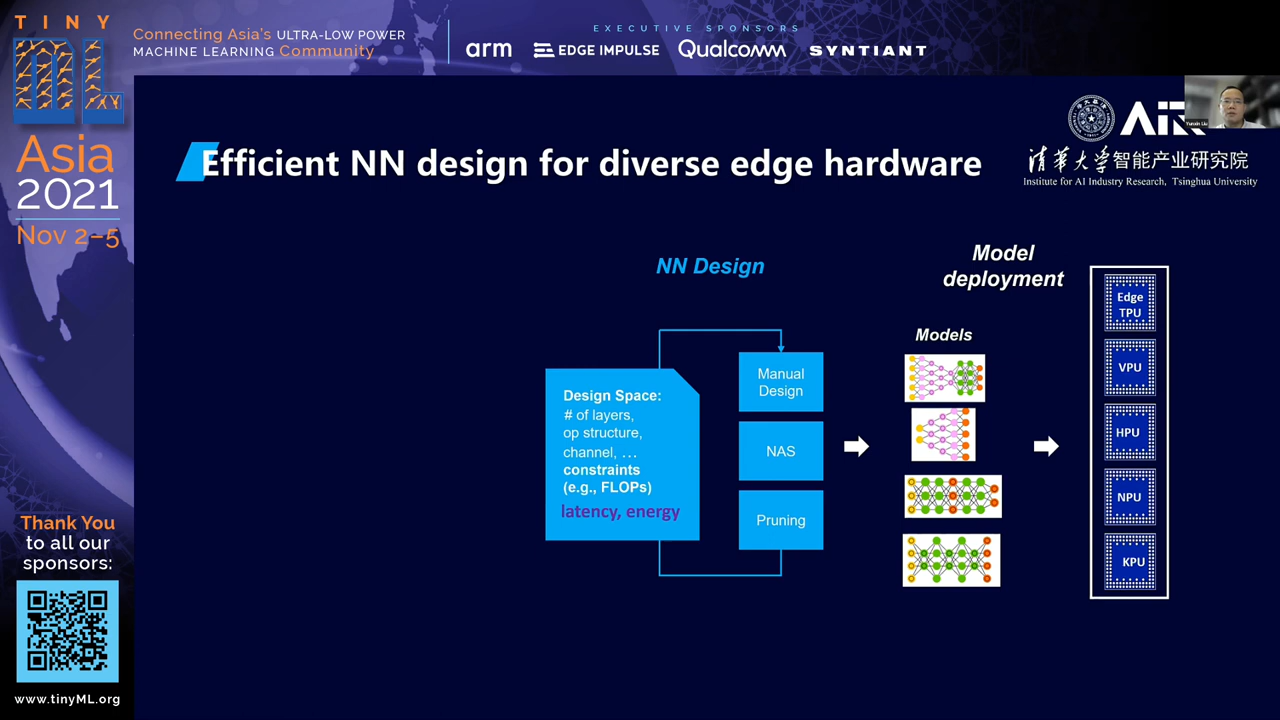 TINY
ML
Asia
2021
Nov 2–5
Connecting Asia's ULTRA-LOW POWER
MACHINE LEARNING Community
EXECUTIVE SPONSORS
arm
EDGE IMPULSE
Qualcomm
SYNTIANT
Yunxin Liu
AIR
清华大学智能产业研究院
Institute for AI Industry Research, Tsinghua University
Efficient NN design for diverse edge hardware
NN Design
Model
deployment
Models
Design Space:
# of layers,
op structure,
channel, ...
constraints
(e.g., FLOPs)
latency, energy
Manual
Design
NAS
Pruning
Edge
TPU
VPU
HPU
NPU
KPU
Thank You
to all our
sponsors:
www.tinyML.org